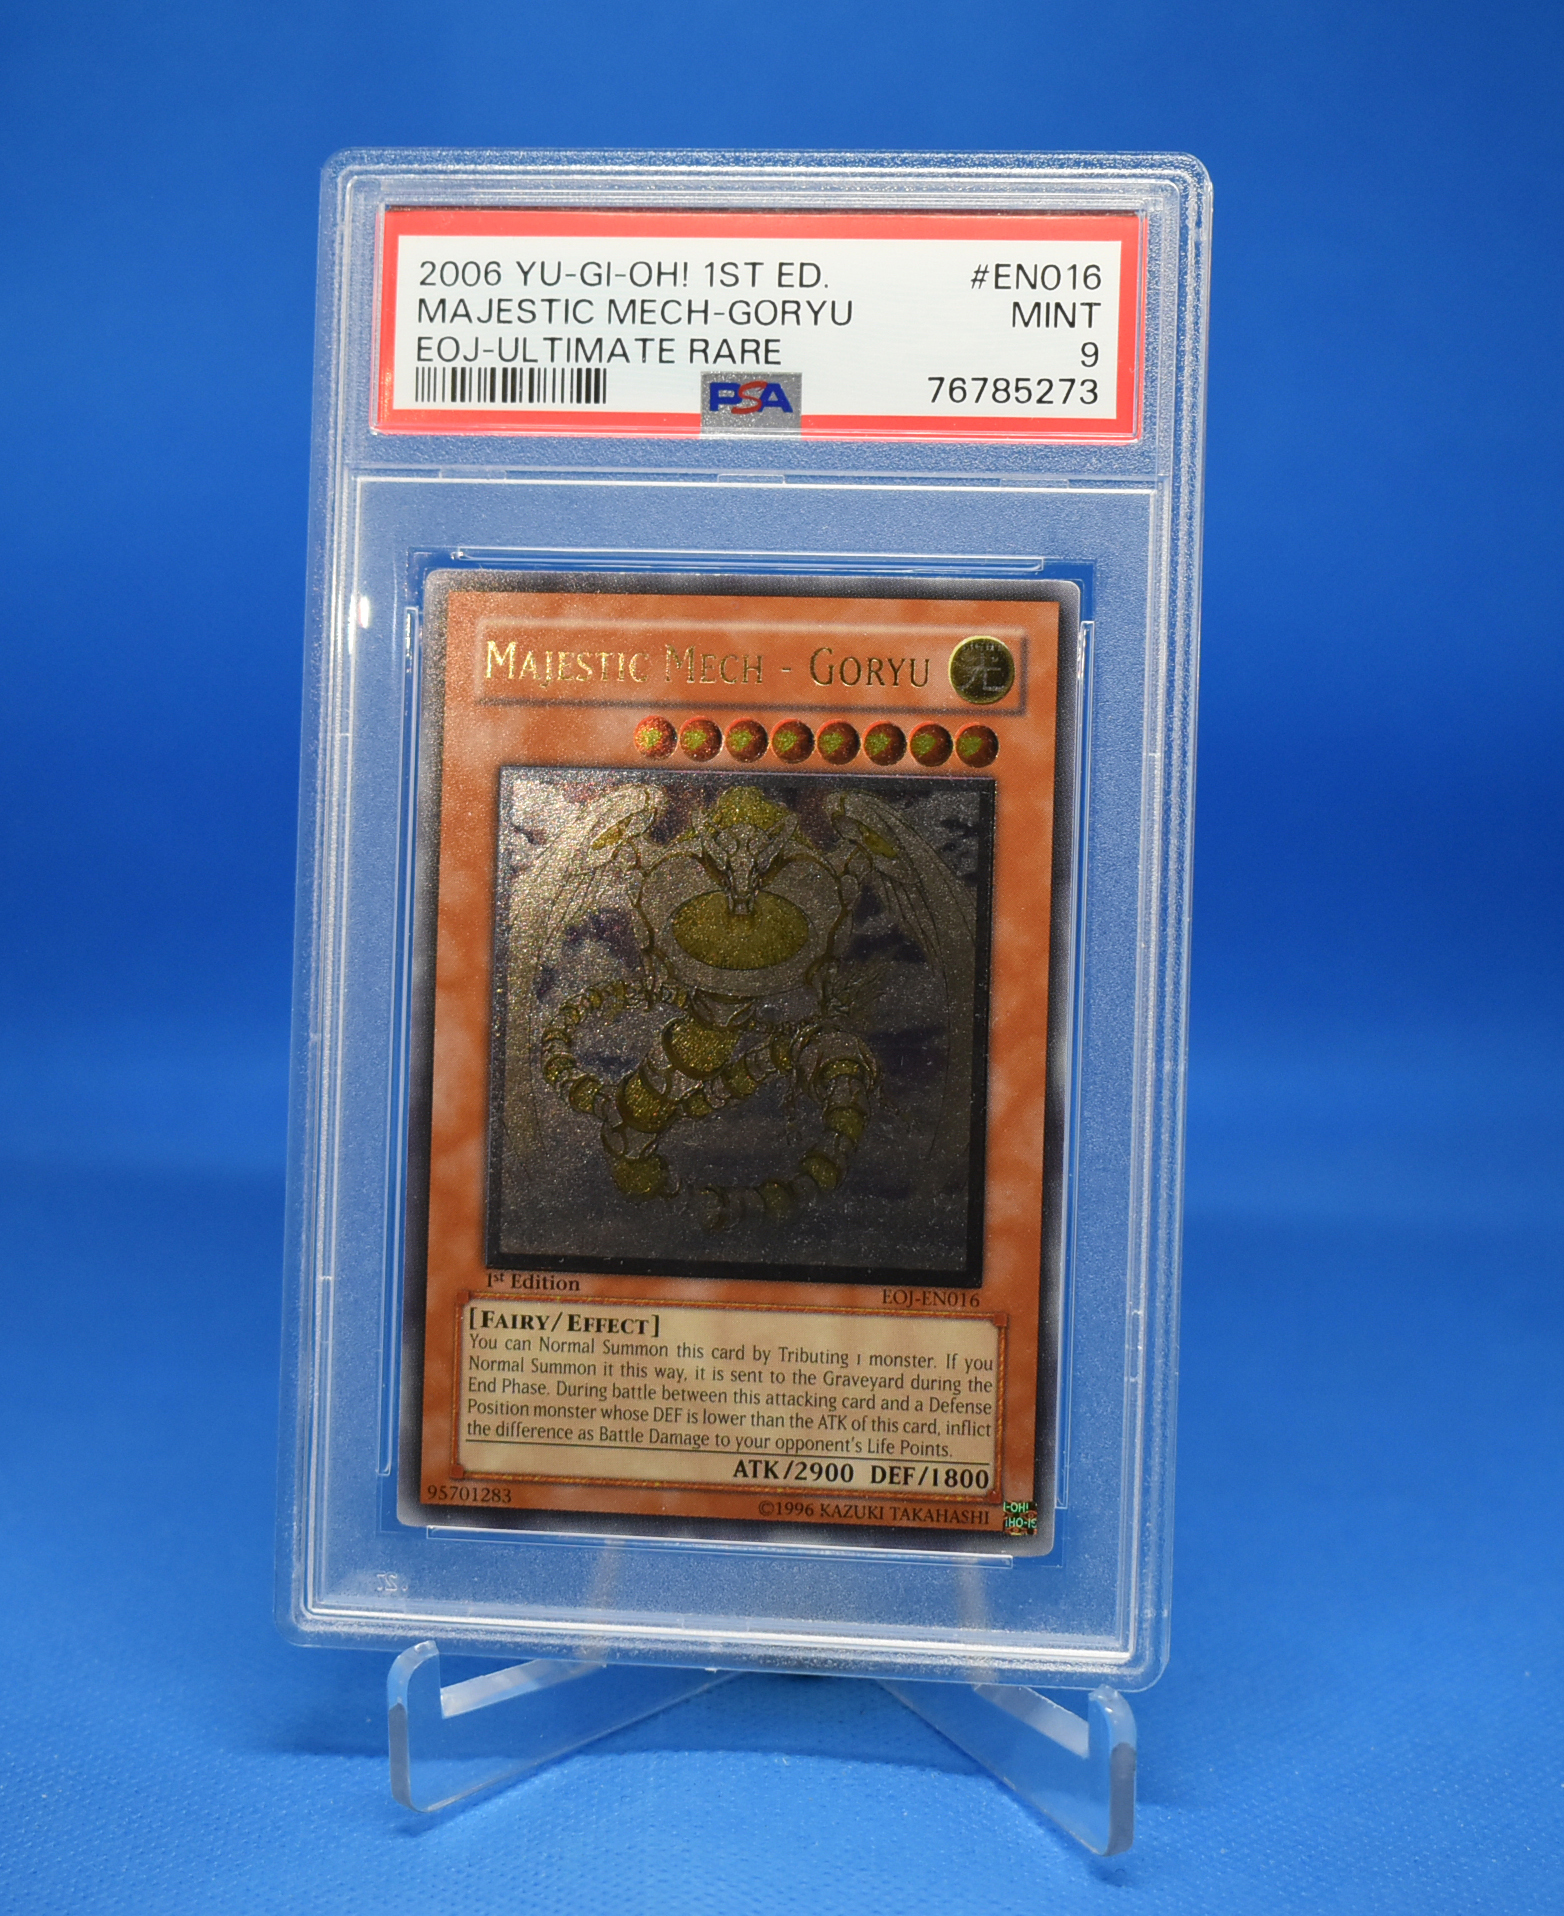 2006 YU-GI-OH! 1ST ED. #EN016
MAJESTIC MECH-GORYU MINT
EOJ-ULTIMATE RARE 9
PSA 76785273
MAJESTIC MECH - GORYU
1st Edition
EOJ-EN016
[FAIRY/EFFECT]
You can Normal Summon this card by Tributing 1 monster. If you
Normal Summon it this way, it is sent to the Graveyard during the
End Phase. During battle between this attacking card and a Defense
Position monster whose DEF is lower than the ATK of this card, inflict
the difference as Battle Damage to your opponent's Life Points.
ATK/2900 DEF/1800
95701283
©1996 KAZUKI TAKAHASHI